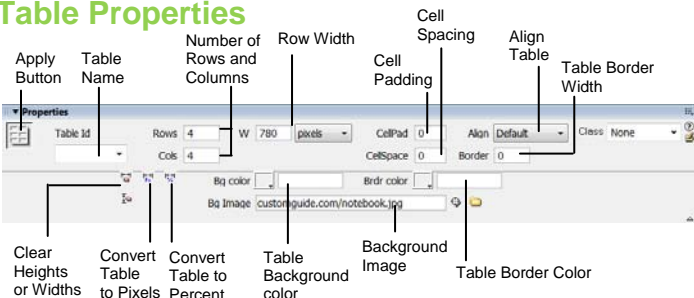 Table Properties
Apply
Button
Table
Name
Number of
Rows and
Columns
Row Width
Cell
Padding
Cell
Spacing
Align
Table
Table Border
Width
Properties
Table Id
Rows 4
W 780 pixels
CellPad 0
Align Default
Class None
Cols 4
CellSpace 0
Border 0
Bg color
Brdr color
Bg Image customguide.com/notebook.jpg
Clear
Heights
or Widths
Convert
Table
to Pixels
Convert
Table to
Percent
Table
Background
color
Background
Image
Table Border Color